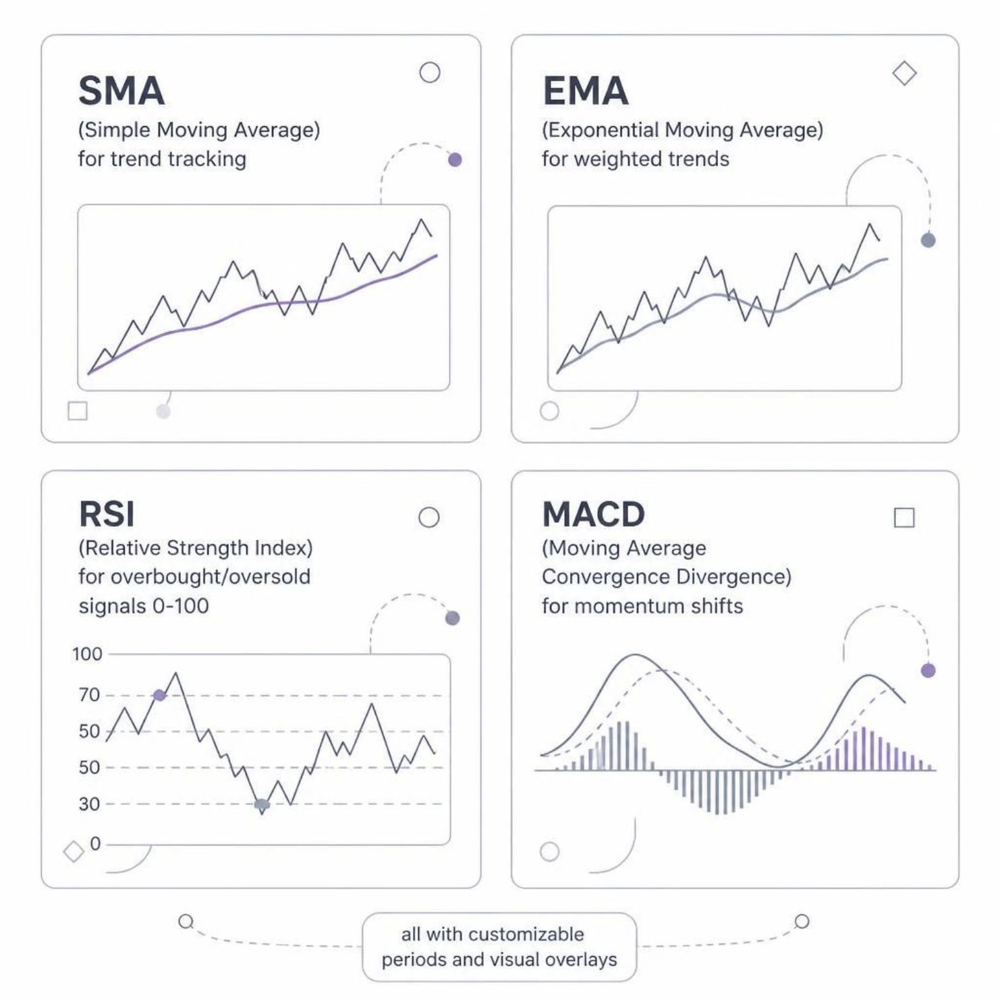 SMA
(Simple Moving Average)
for trend tracking
EMA
(Exponential Moving Average)
for weighted trends
RSI
(Relative Strength Index)
for overbought/oversold
signals 0-100
100
70
50
50
30
0
MACD
(Moving Average
Convergence Divergence)
for momentum shifts
all with customizable
periods and visual overlays